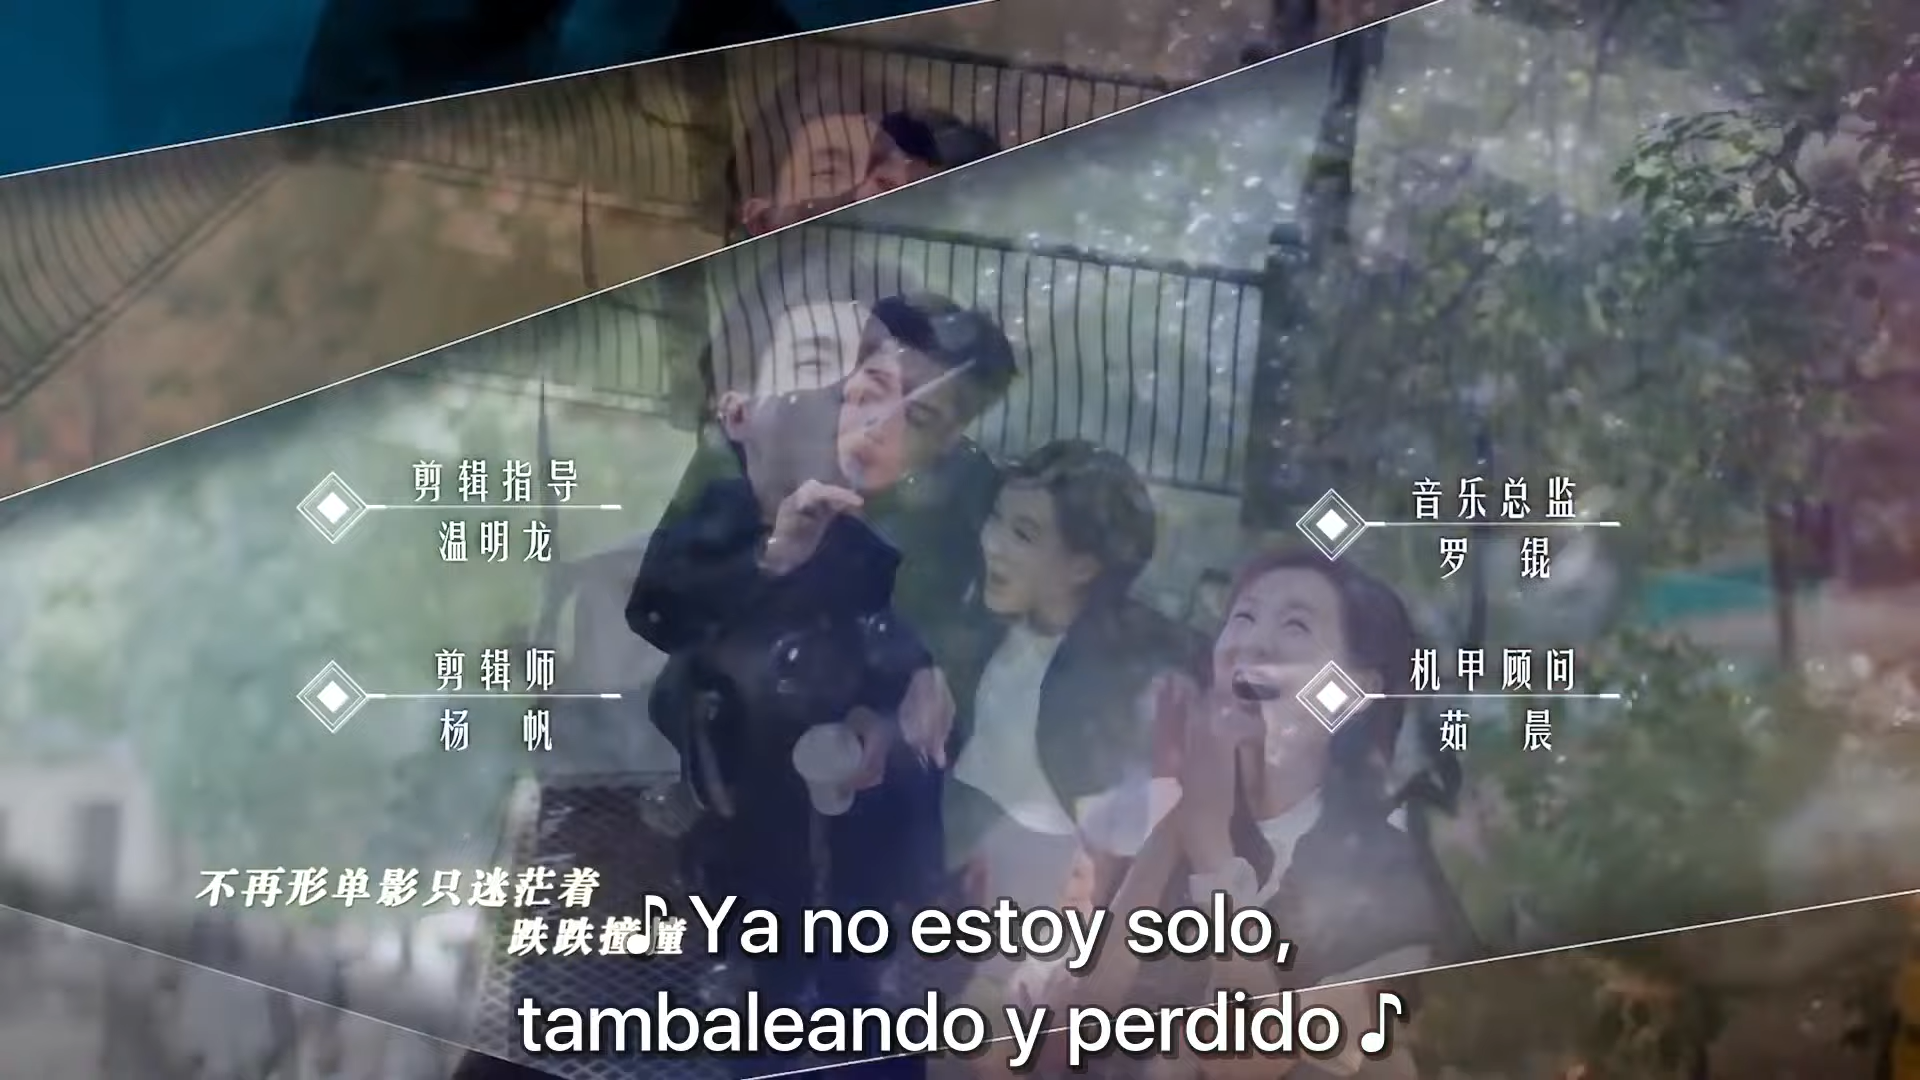 剪辑指导
温明龙
剪辑师
杨 帆
音乐总监
罗 锟
机甲顾问
茹 晨
不再形单影只迷茫着
跌跌撞撞
♪ Ya no estoy solo,
tambaleando y perdido ♪